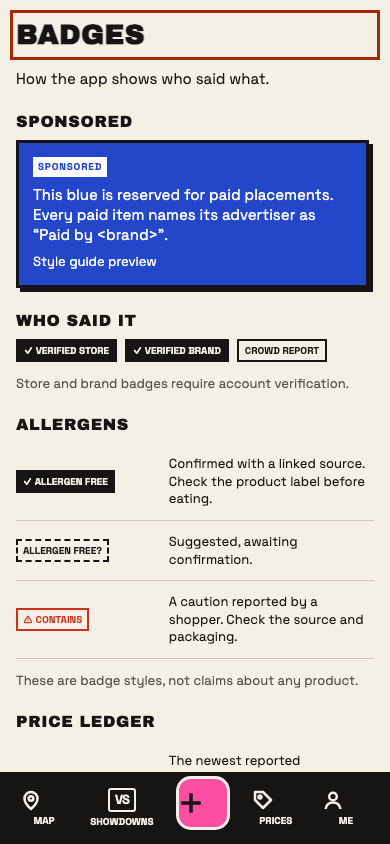 BADGES
How the app shows who said what.
SPONSORED
SPONSORED
This blue is reserved for paid placements.
Every paid item names its advertiser as
“Paid by <brand>”.
Style guide preview
WHO SAID IT
✓ VERIFIED STORE
✓ VERIFIED BRAND
CROWD REPORT
Store and brand badges require account verification.
ALLERGENS
✓ ALLERGEN FREE
Confirmed with a linked source.
Check the product label before
eating.
ALLERGEN FREE?
Suggested, awaiting
confirmation.
⚠ CONTAINS
A caution reported by a
shopper. Check the source and
packaging.
These are badge styles, not claims about any product.
PRICE LEDGER
The newest reported
MAP
VS
SHOWDOWNS
+
PRICES
ME